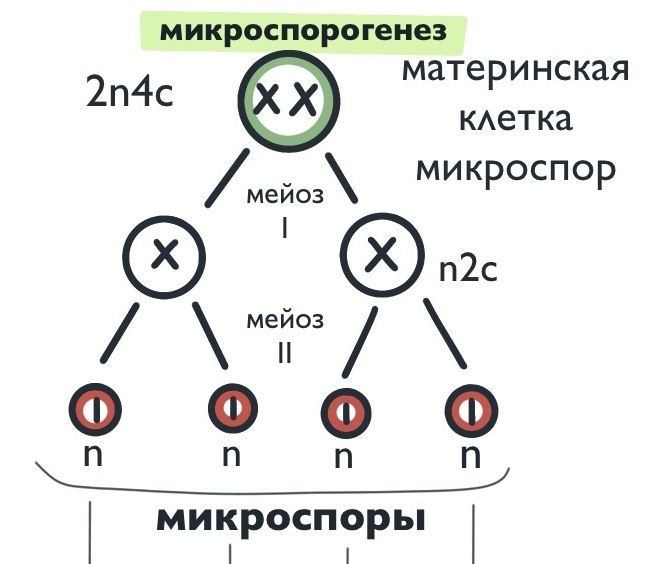 микроспорогенез
2n4c
материнская
клетка
микроспор
мейоз
I
n2c
мейоз
II
n n n n
микроспоры